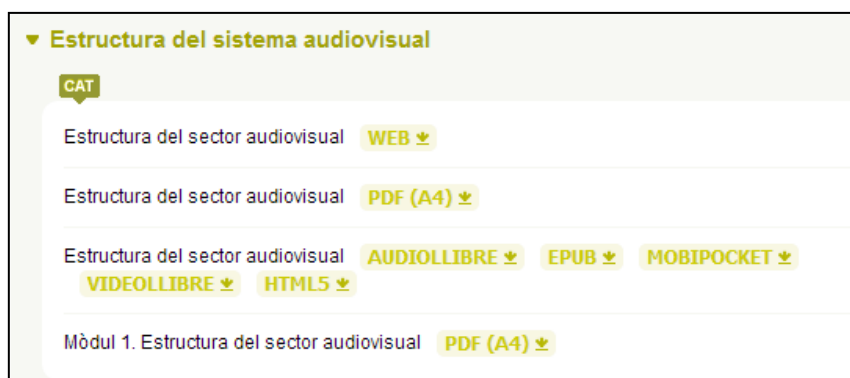 Estructura del sistema audiovisual
CAT
Estructura del sector audiovisual WEB
Estructura del sector audiovisual PDF (A4)
Estructura del sector audiovisual AUDIOLLIBRE EPUB MOBIPOCKET
VIDEOLLIBRE HTML5
Mòdul 1. Estructura del sector audiovisual PDF (A4)